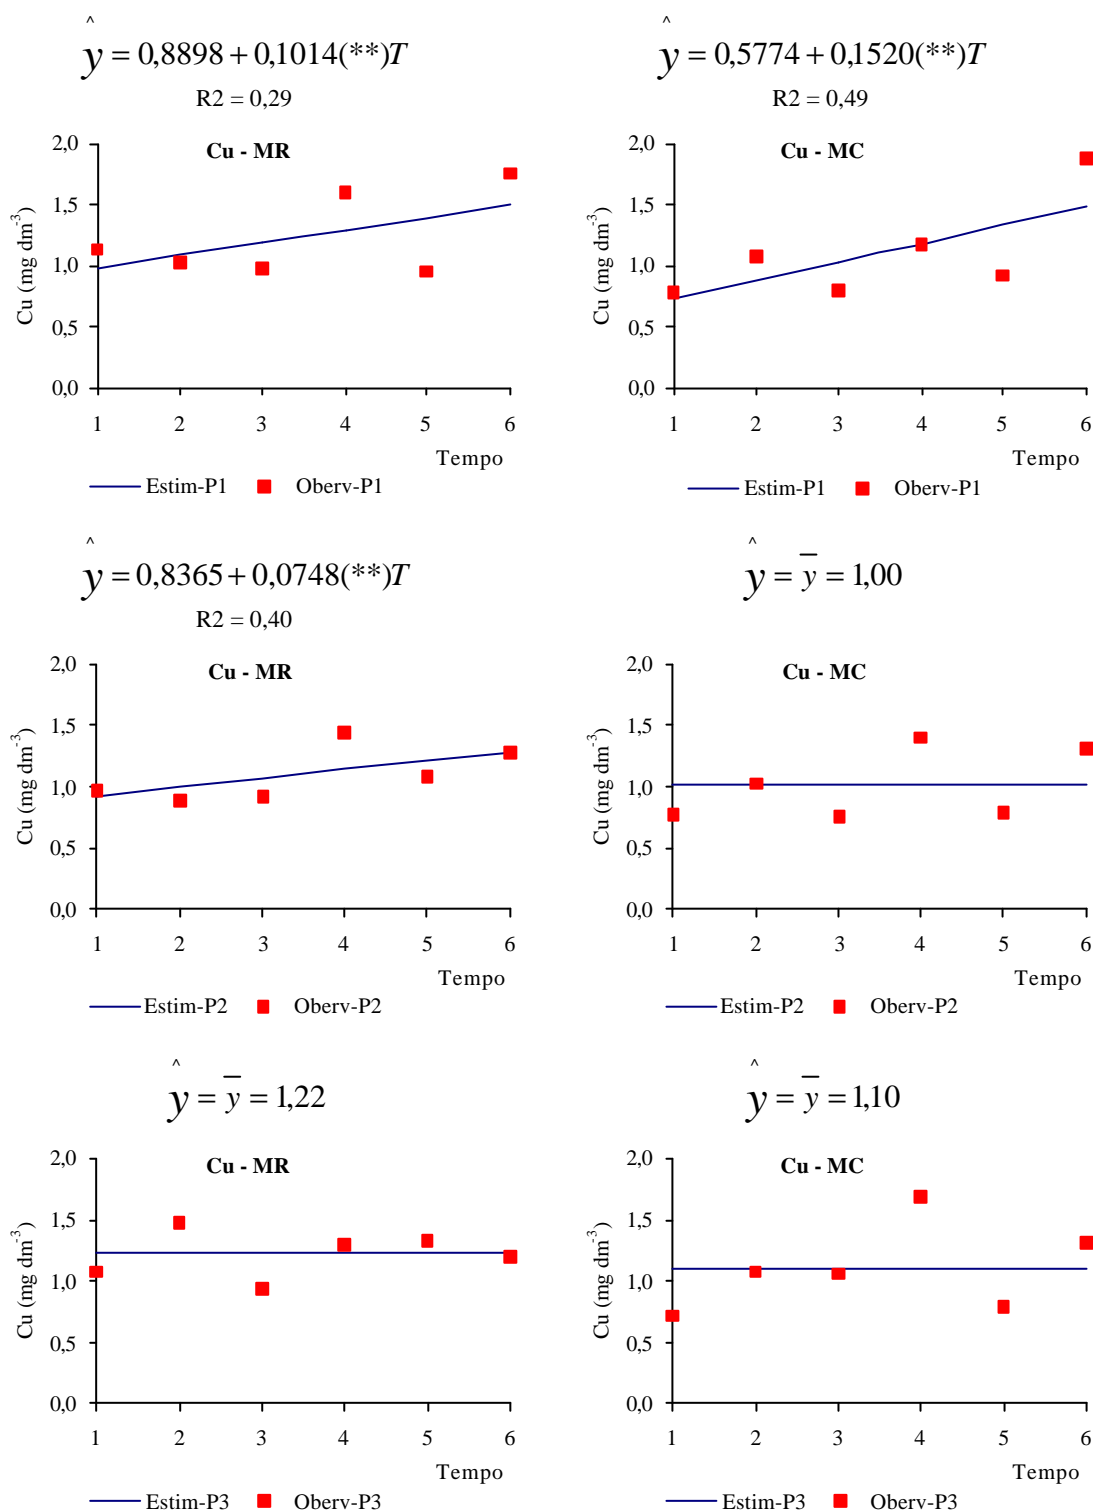 ŷ = 0,8898 + 0,1014(**)T
R2 = 0,29
Cu - MR
Cu (mg dm-3)
2,0
1,5
1,0
0,5
0,0
1 2 3 4 5 6
Tempo
Estim-P1 Oberv-P1
ŷ = 0,5774 + 0,1520(**)T
R2 = 0,49
Cu - MC
Cu (mg dm-3)
2,0
1,5
1,0
0,5
0,0
1 2 3 4 5 6
Tempo
Estim-P1 Oberv-P1
ŷ = 0,8365 + 0,0748(**)T
R2 = 0,40
Cu - MR
Cu (mg dm-3)
2,0
1,5
1,0
0,5
0,0
1 2 3 4 5 6
Tempo
Estim-P2 Oberv-P2
ŷ = y̅ = 1,00
Cu - MC
Cu (mg dm-3)
2,0
1,5
1,0
0,5
0,0
1 2 3 4 5 6
Tempo
Estim-P2 Oberv-P2
ŷ = y̅ = 1,22
Cu - MR
Cu (mg dm-3)
2,0
1,5
1,0
0,5
0,0
1 2 3 4 5 6
Tempo
Estim-P3 Oberv-P3
ŷ = y̅ = 1,10
Cu - MC
Cu (mg dm-3)
2,0
1,5
1,0
0,5
0,0
1 2 3 4 5 6
Tempo
Estim-P3 Oberv-P3